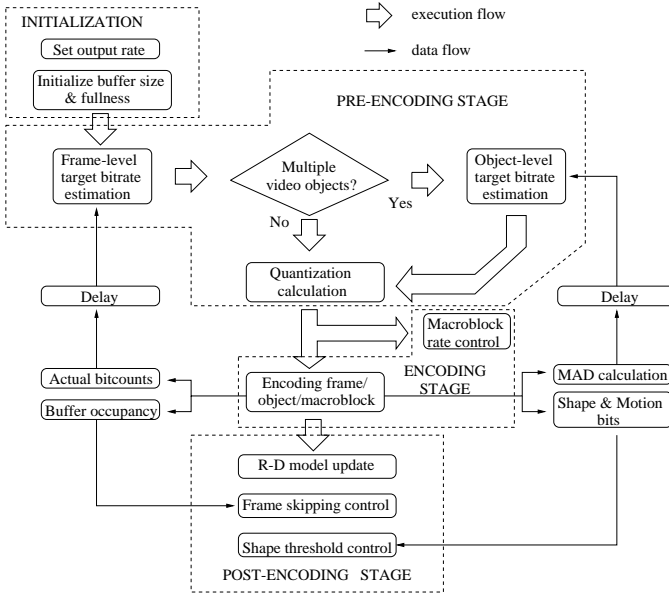 INITIALIZATION
Set output rate
Initialize buffer size
& fullness
execution flow
data flow
PRE-ENCODING STAGE
Frame-level
target bitrate
estimation
Multiple
video objects?
Object-level
target bitrate
estimation
No
Yes
Quantization
calculation
Delay
Delay
Macroblock
rate control
Actual bitcounts
Buffer occupancy
Encoding frame/
object/macroblock
ENCODING
STAGE
MAD calculation
Shape & Motion
bits
R-D model update
Frame skipping control
Shape threshold control
POST-ENCODING STAGE